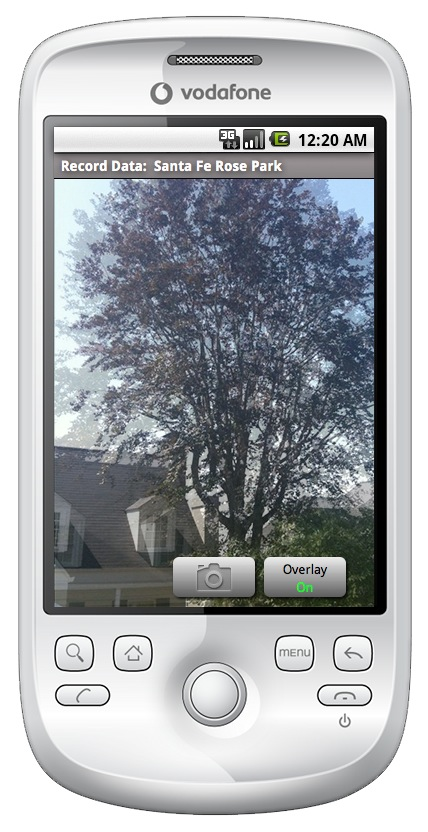 vodafone
3G
12:20 AM
Record Data: Santa Fe Rose Park
Overlay
On
MENU